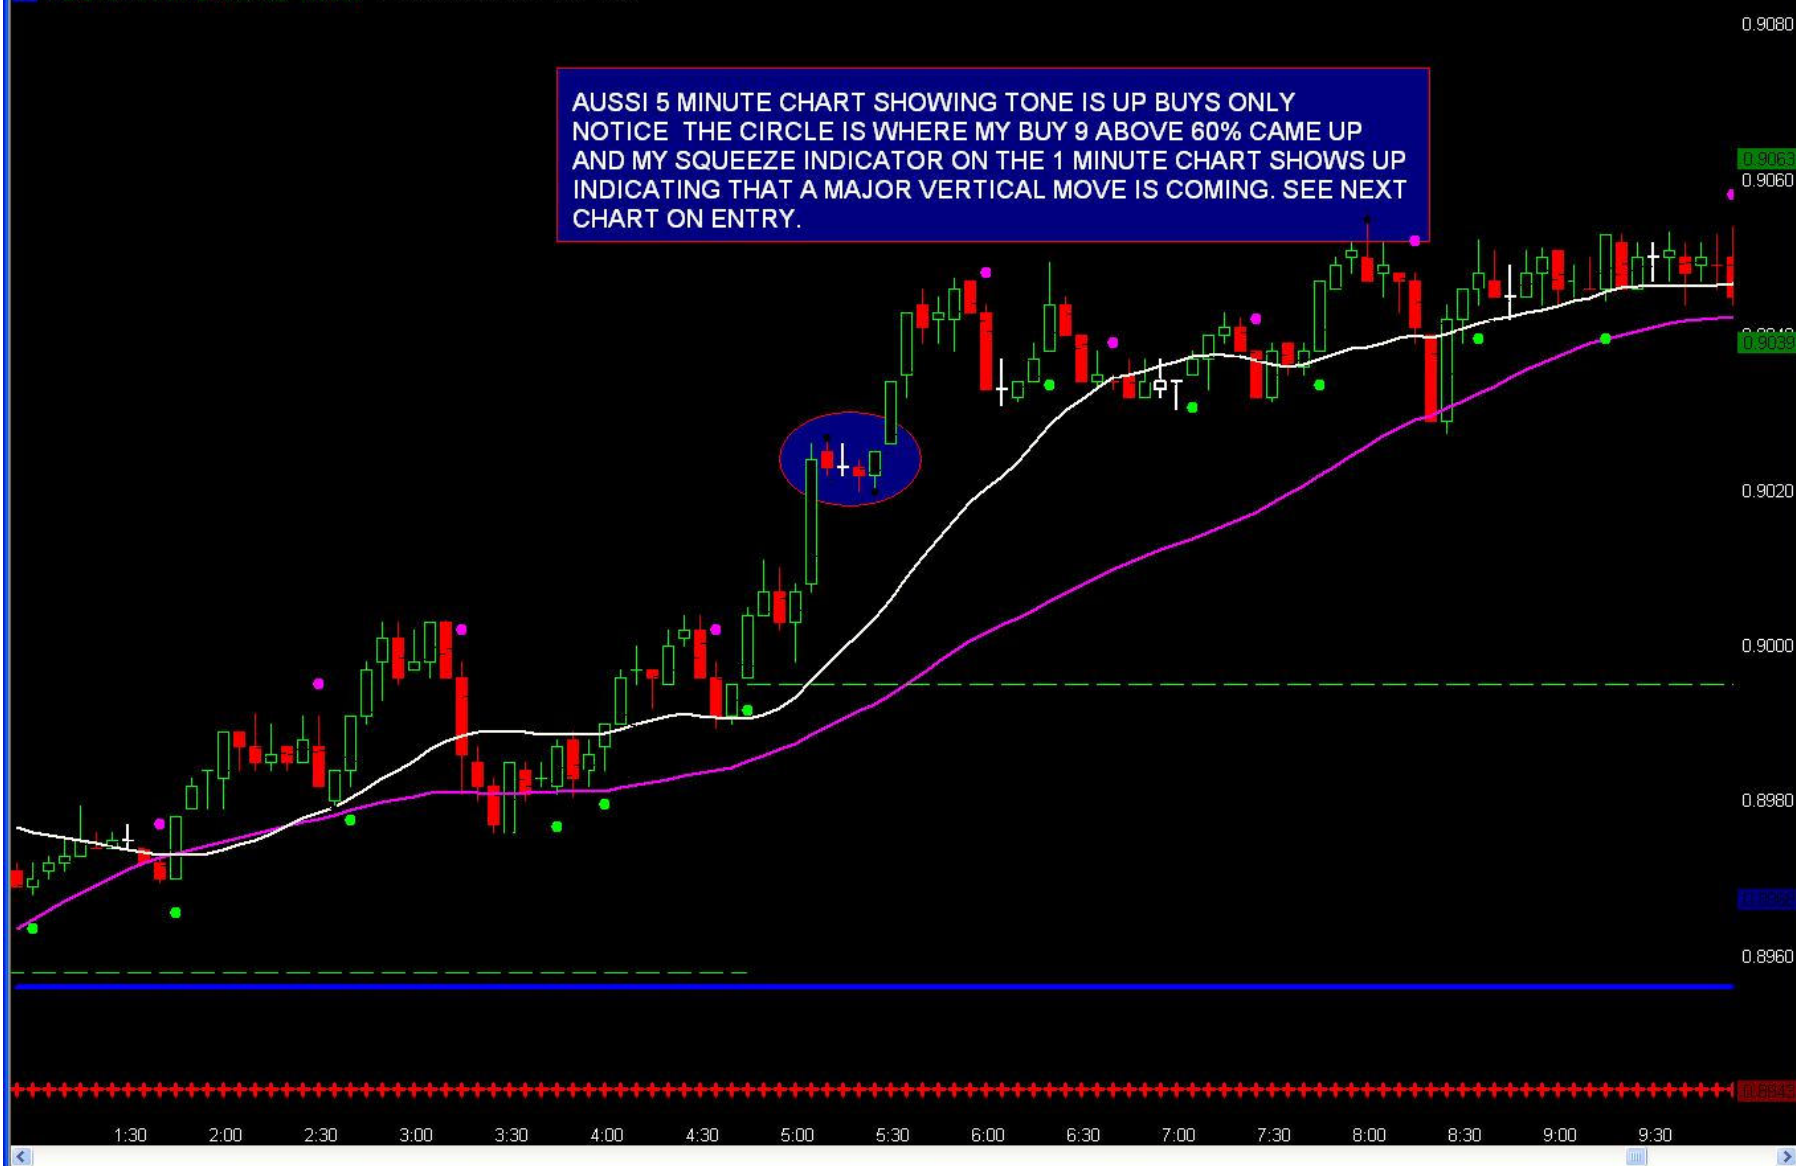 0.9080
AUSSI 5 MINUTE CHART SHOWING TONE IS UP BUYS ONLY
NOTICE THE CIRCLE IS WHERE MY BUY 9 ABOVE 60% CAME UP
AND MY SQUEEZE INDICATOR ON THE 1 MINUTE CHART SHOWS UP
INDICATING THAT A MAJOR VERTICAL MOVE IS COMING. SEE NEXT
CHART ON ENTRY.
0.9063
0.9060
0.9039
0.9020
0.9000
0.8980
0.8960
1:30 2:00 2:30 3:00 3:30 4:00 4:30 5:00 5:30 6:00 6:30 7:00 7:30 8:00 8:30 9:00 9:30